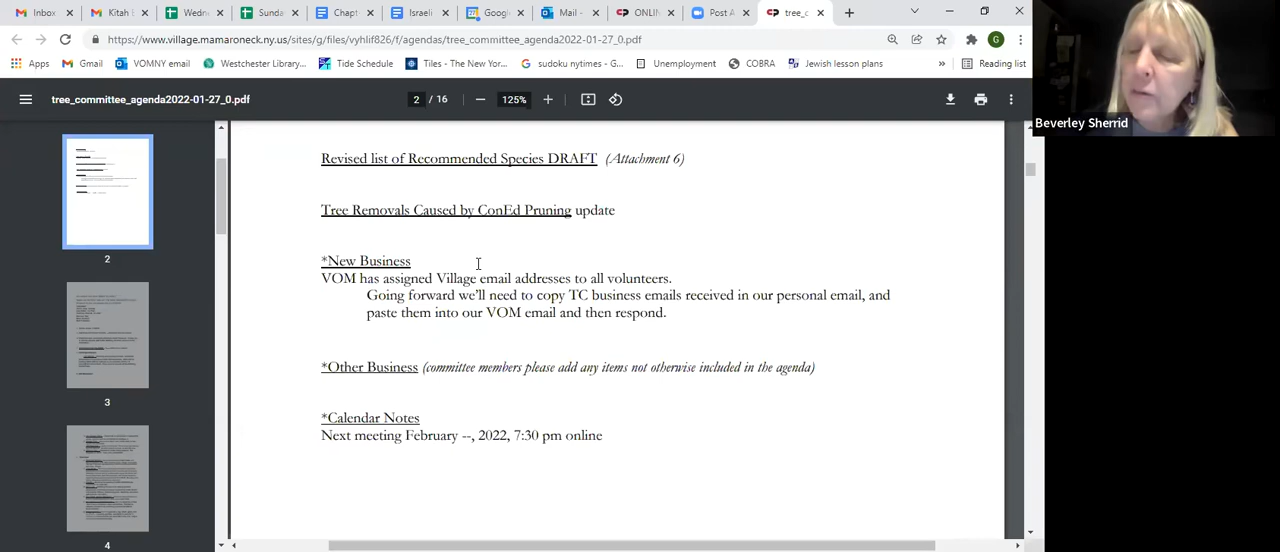 Inbox
Kitah E
Wedn
Sunda
Chapt
Israeli
Googl
Mail -
ONLIN
Post A
tree_c
https://www.village.mamaroneck.ny.us/sites/g/files/vyhlif826/f/agendas/tree_committee_agenda2022-01-27_0.pdf
G
Apps
Gmail
VOMNY email
Westchester Library...
Tide Schedule
Tiles - The New Yor...
sudoku nytimes - G...
Unemployment
COBRA
Jewish lesson plans
»
Reading list
tree_committee_agenda2022-01-27_0.pdf
2 / 16
125%
Beverley Sherrid
2
3
4
Revised list of Recommended Species DRAFT (Attachment 6)
Tree Removals Caused by ConEd Pruning update
*New Business
VOM has assigned Village email addresses to all volunteers.
Going forward we'll need to copy TC business emails received in our personal email, and
paste them into our VOM email and then respond.
*Other Business (committee members please add any items not otherwise included in the agenda)
*Calendar Notes
Next meeting February --, 2022, 7:30 pm online